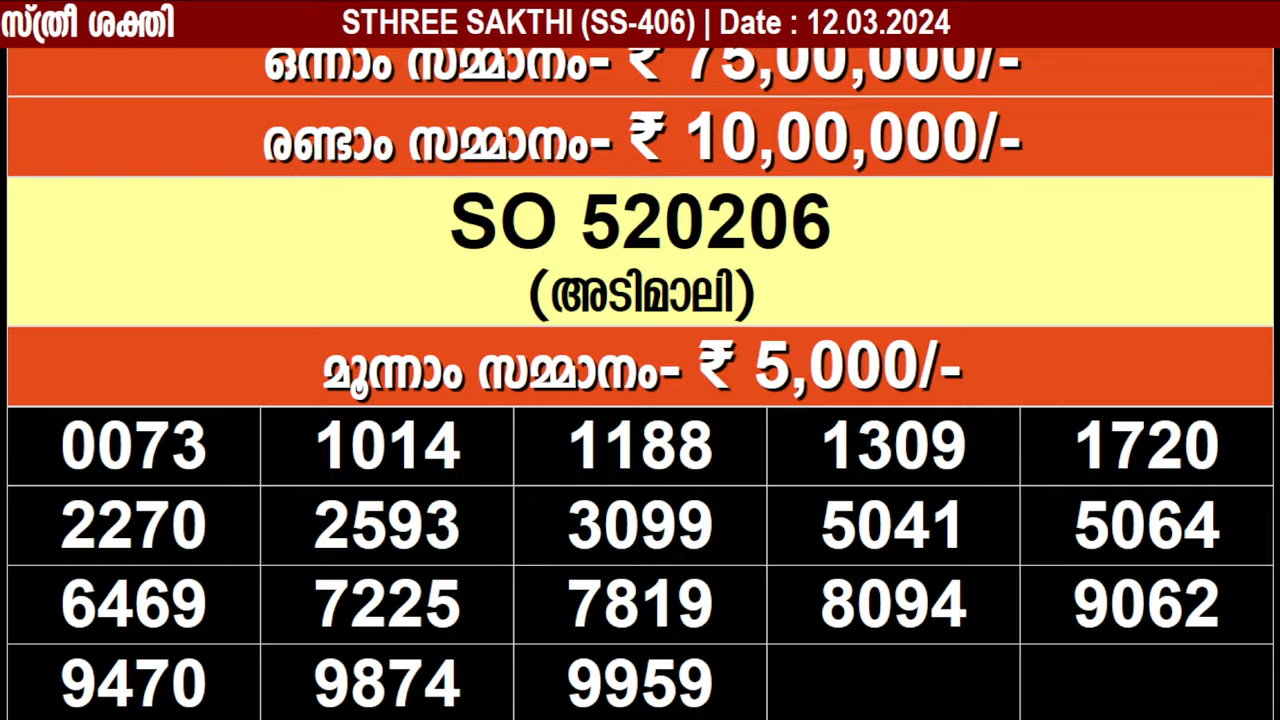 സ്ത്രീ ശക്തി STHREE SAKTHI (SS-406) | Date : 12.03.2024
ഒന്നാം സമ്മാനം- ₹ 75,00,000/-
രണ്ടാം സമ്മാനം- ₹ 10,00,000/-
SO 520206
(അടിമാലി)
മൂന്നാം സമ്മാനം- ₹ 5,000/-
0073 1014 1188 1309 1720
2270 2593 3099 5041 5064
6469 7225 7819 8094 9062
9470 9874 9959